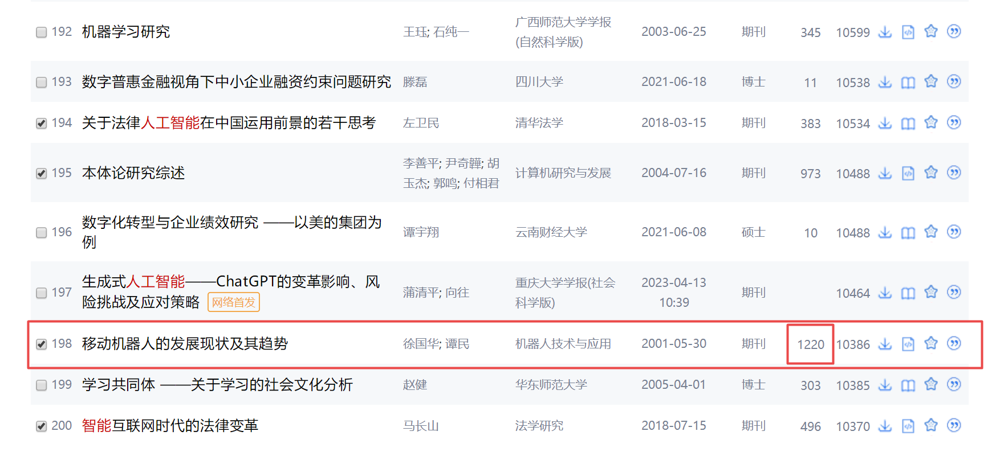 192 机器学习研究 王珏; 石纯一 广西师范大学学报(自然科学版) 2003-06-25 期刊 345 10599
193 数字普惠金融视角下中小企业融资约束问题研究 滕磊 四川大学 2021-06-18 博士 11 10538
194 关于法律人工智能在中国运用前景的若干思考 左卫民 清华法学 2018-03-15 期刊 383 10534
195 本体论研究综述 李善平; 尹奇韡; 胡玉杰; 郭鸣; 付相君 计算机研究与发展 2004-07-16 期刊 973 10488
196 数字化转型与企业绩效研究 ——以美的集团为例 谭宇翔 云南财经大学 2021-06-08 硕士 10 10488
197 生成式人工智能——ChatGPT的变革影响、风险挑战及应对策略 网络首发 蒲清平; 向往 重庆大学学报(社会科学版) 2023-04-13 10:39 期刊 10464
198 移动机器人的发展现状及其趋势 徐国华; 谭民 机器人技术与应用 2001-05-30 期刊 1220 10386
199 学习共同体 ——关于学习的社会文化分析 赵健 华东师范大学 2005-04-01 博士 303 10385
200 智能互联网时代的法律变革 马长山 法学研究 2018-07-15 期刊 496 10370